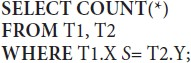 SELECT COUNT(*)
FROM T1, T2
WHERE T1.X S= T2.Y;